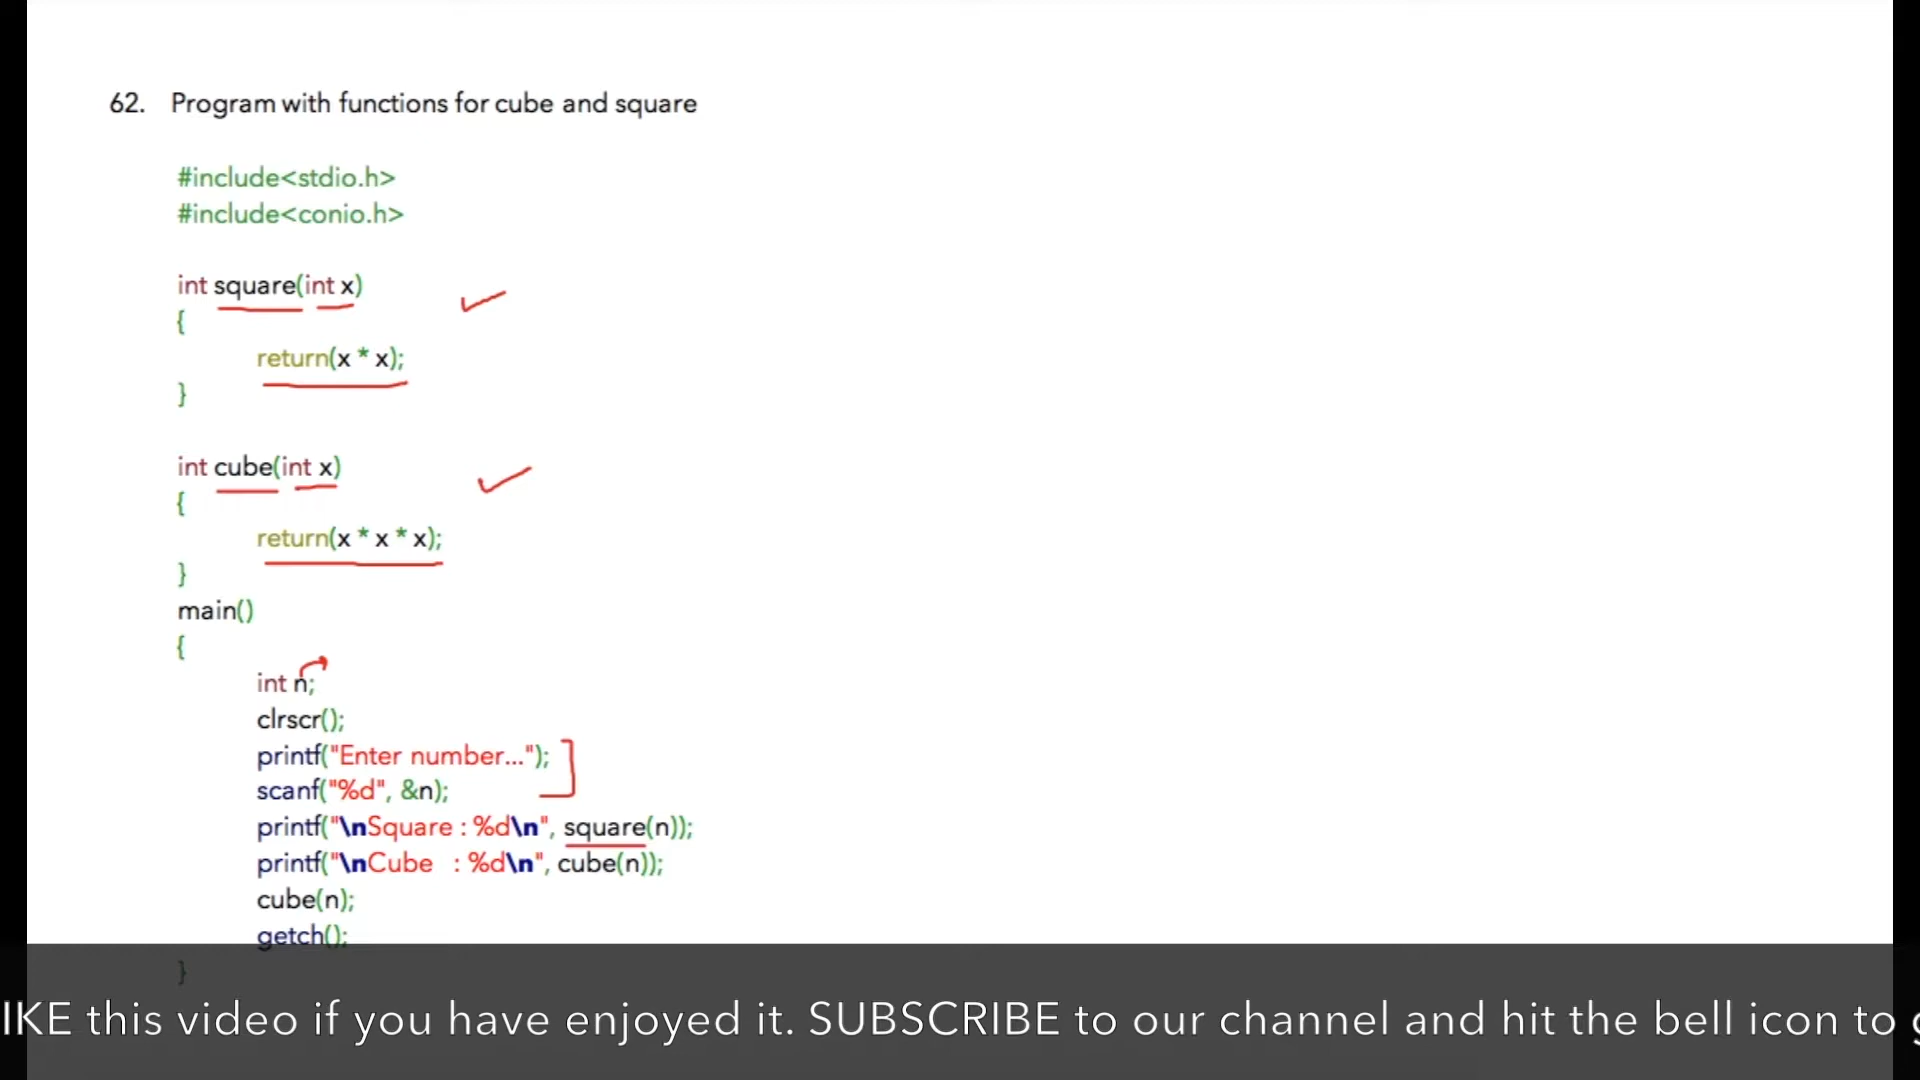 62. Program with functions for cube and square
#include<stdio.h>
#include<conio.h>
int square(int x)
{
return(x * x);
}
int cube(int x)
{
return(x * x * x);
}
main()
{
int n;
clrscr();
printf("Enter number...");
scanf("%d", &n);
printf("\nSquare : %d\n", square(n));
printf("\nCube : %d\n", cube(n));
cube(n);
getch();
}
IKE this video if you have enjoyed it. SUBSCRIBE to our channel and hit the bell icon to